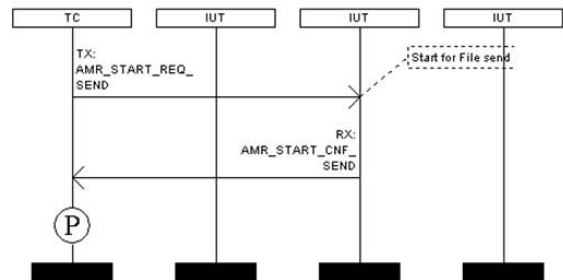 TC IUT IUT IUT
TX:
AMR_START_REQ_
SEND
Start for File send
RX:
AMR_START_CNF_
SEND
P